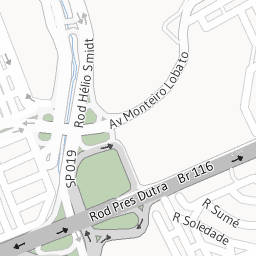 Rod Hélio Smidt
Av Monteiro Lobato
SP 019
Rod Pres Dutra
Br 116
R Sumé
R Soledade